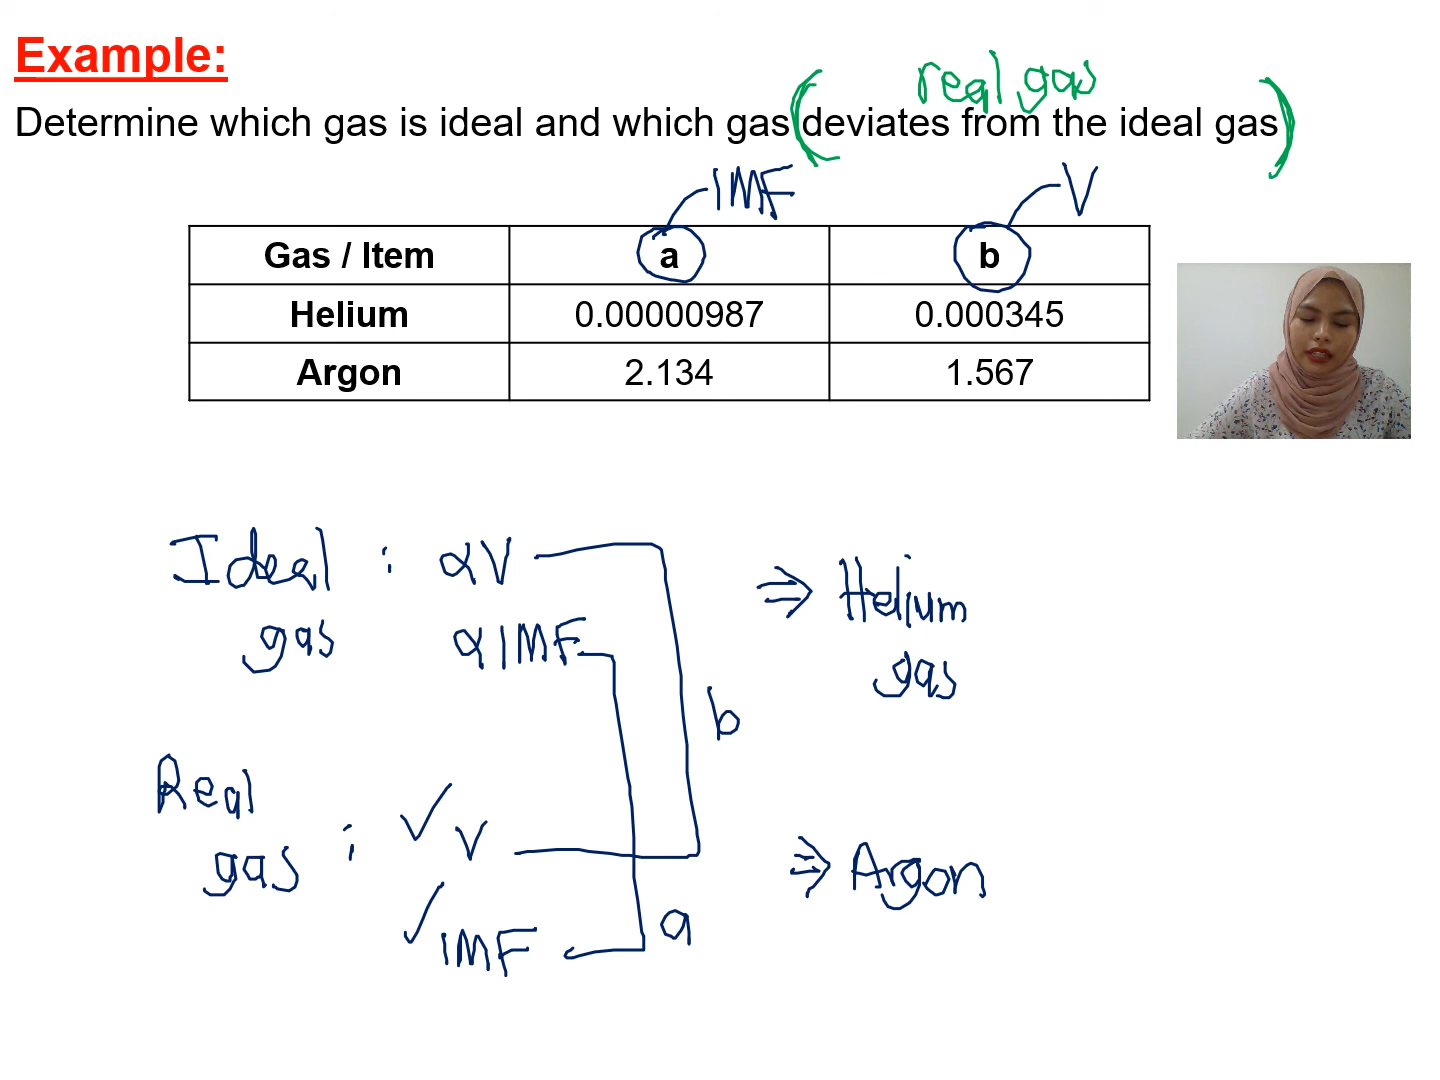 Example:
real gas
Determine which gas is ideal and which gas (deviates from the ideal gas)
IMF V
Gas / Item a b
Helium 0.00000987 0.000345
Argon 2.134 1.567
Ideal gas : αV
αIMF
⇒ Helium gas
b
Real gas : ✓ V
✓ IMF
a
⇒ Argon